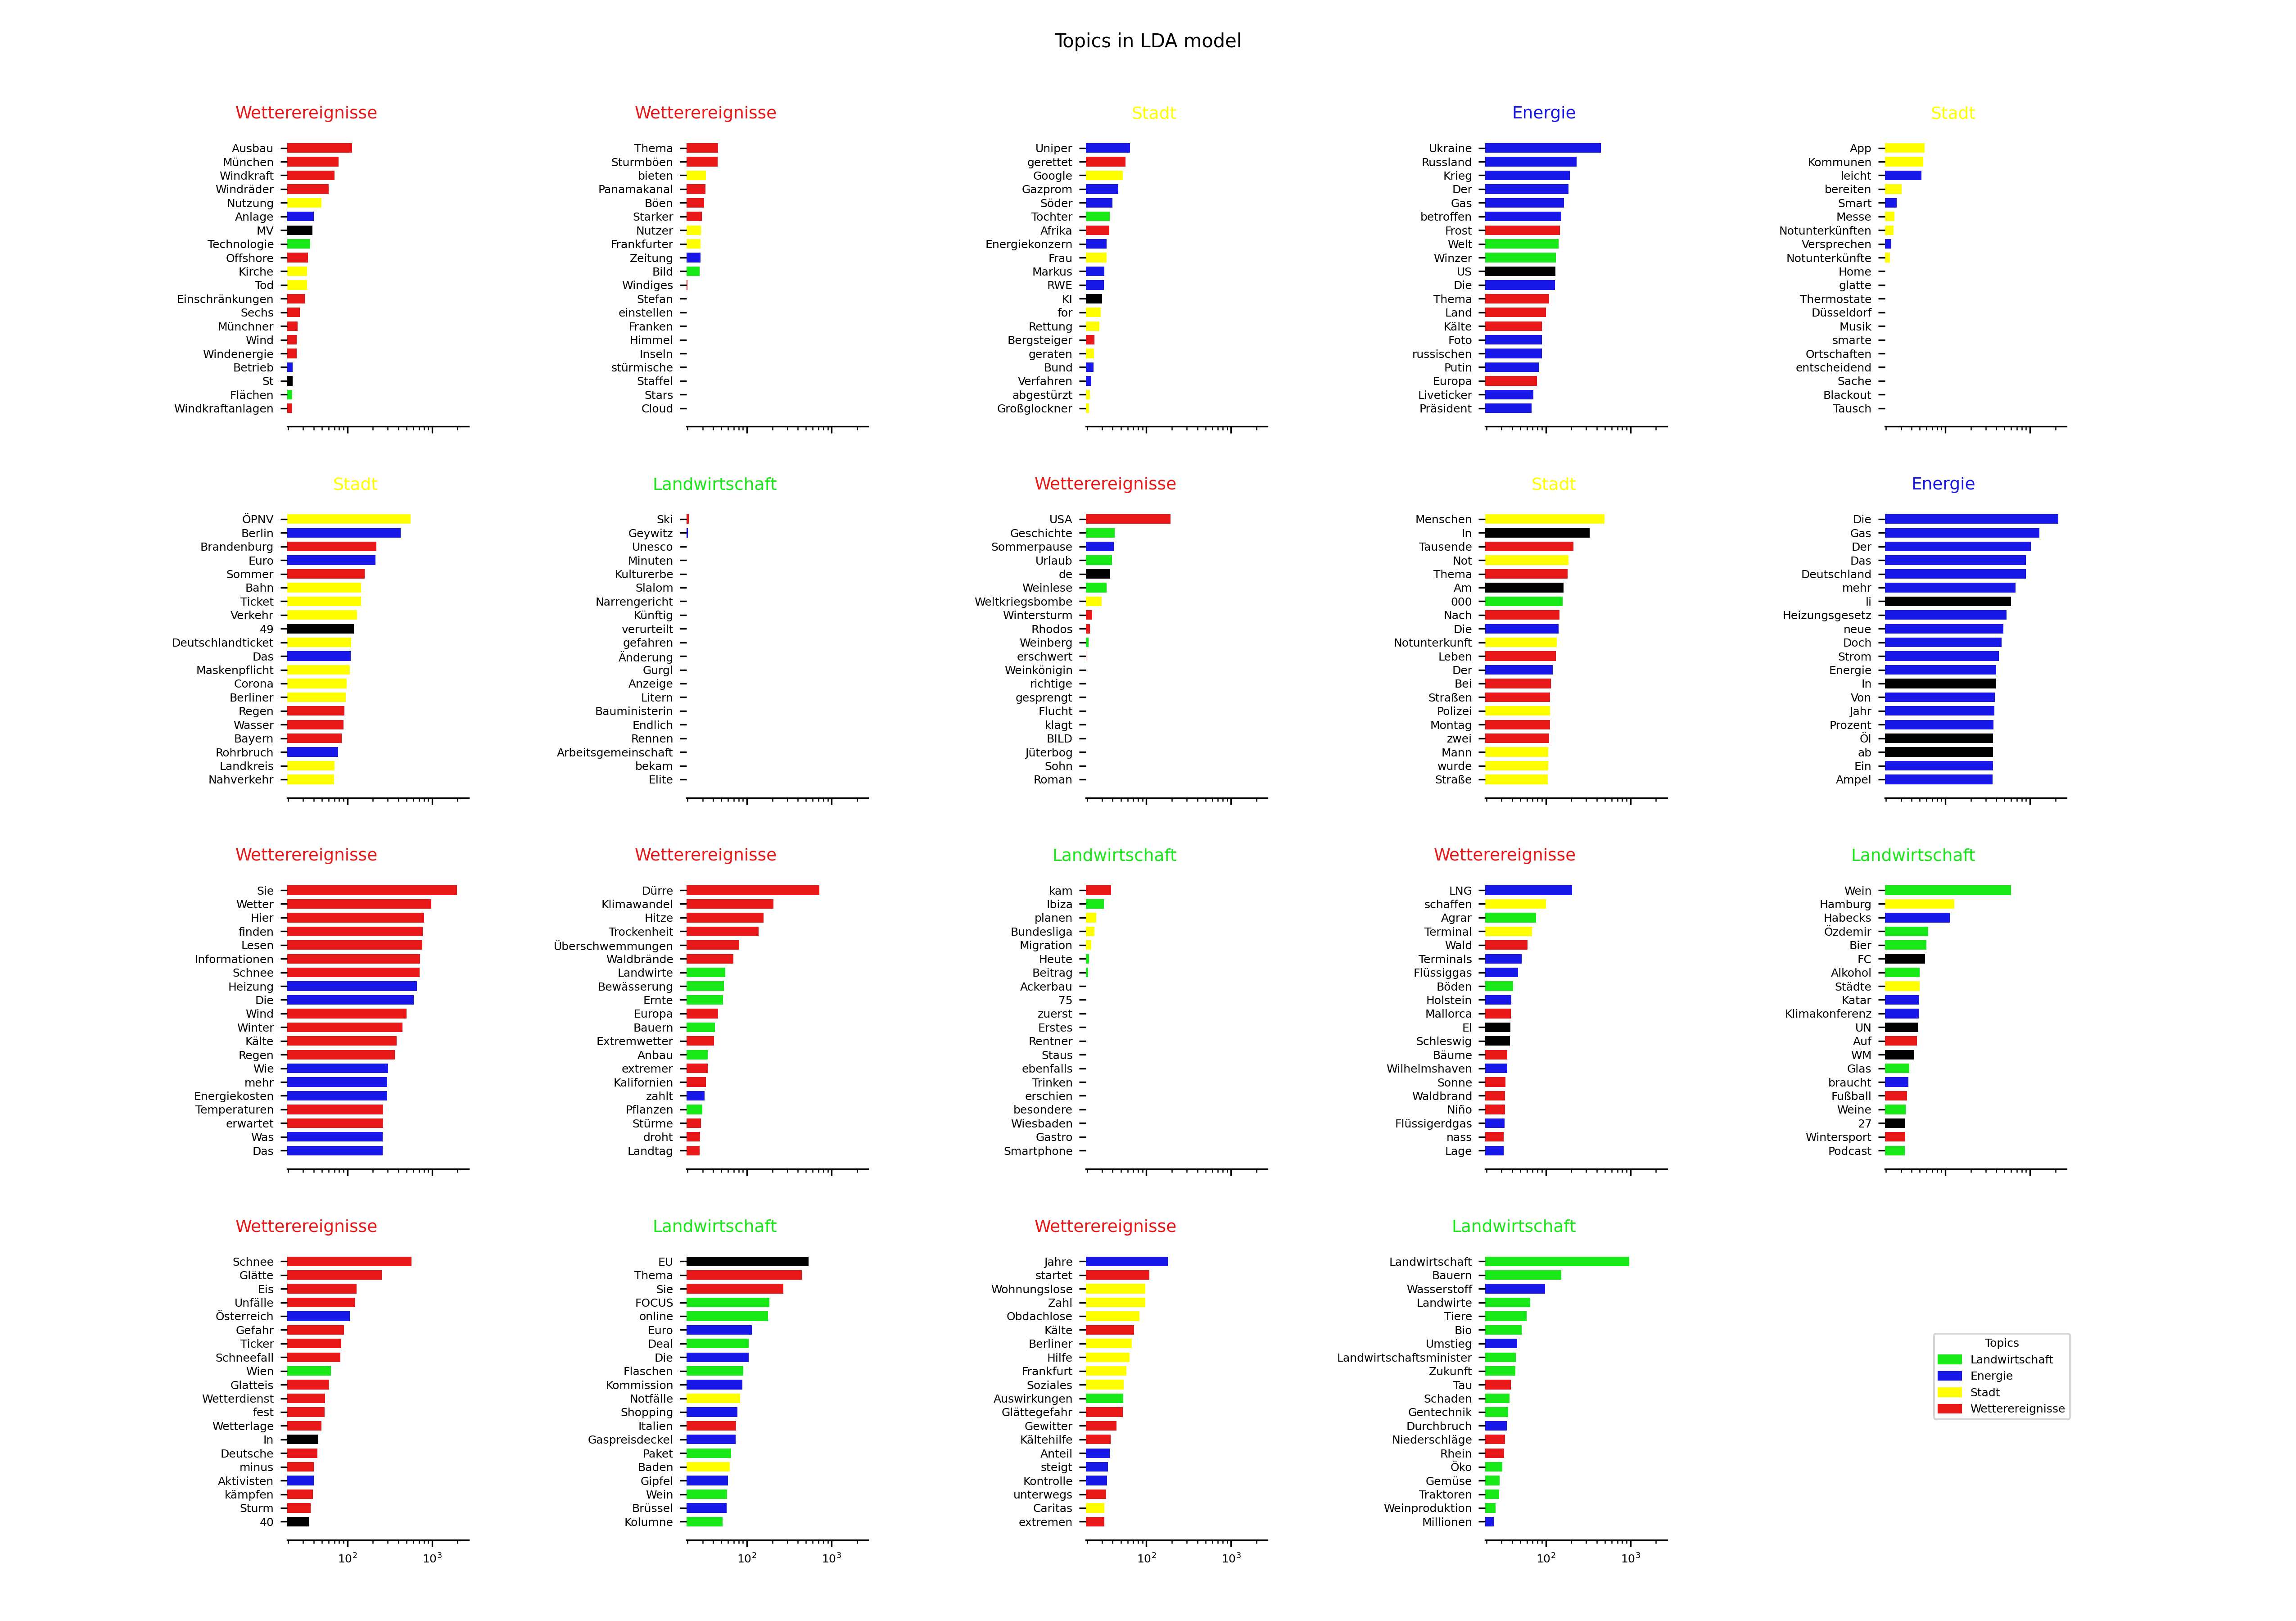 Topics in LDA model
Wetterereignisse
Ausbau
München
Windkraft
Windräder
Nutzung
Anlage
MV
Technologie
Offshore
Kirche
Tod
Einschränkungen
Sechs
Münchner
Wind
Windenergie
Betrieb
St
Flächen
Windkraftanlagen
Wetterereignisse
Thema
Sturmböen
bieten
Panamakanal
Böen
Starker
Nutzer
Frankfurter
Zeitung
Bild
Windiges
Stefan
einstellen
Franken
Himmel
Inseln
stürmische
Staffel
Stars
Cloud
Stadt
Uniper
gerettet
Google
Gazprom
Söder
Tochter
Afrika
Energiekonzern
Frau
Markus
RWE
KI
for
Rettung
Bergsteiger
geraten
Bund
Verfahren
abgestürzt
Großglockner
Energie
Ukraine
Russland
Krieg
Der
Gas
betroffen
Frost
Welt
Winzer
US
Die
Thema
Land
Kälte
Foto
russischen
Putin
Europa
Liveticker
Präsident
Stadt
App
Kommunen
leicht
bereiten
Smart
Messe
Notunterkünften
Versprechen
Notunterkünfte
Home
glatte
Thermostate
Düsseldorf
Musik
smarte
Ortschaften
entscheidend
Sache
Blackout
Tausch
Stadt
ÖPNV
Berlin
Brandenburg
Euro
Sommer
Bahn
Ticket
Verkehr
49
Deutschlandticket
Das
Maskenpflicht
Corona
Berliner
Regen
Wasser
Bayern
Rohrbruch
Landkreis
Nahverkehr
Landwirtschaft
Ski
Geywitz
Unesco
Minuten
Kulturerbe
Slalom
Narrengericht
Künftig
verurteilt
gefahren
Änderung
Gurgl
Anzeige
Litern
Bauministerin
Endlich
Rennen
Arbeitsgemeinschaft
bekam
Elite
Wetterereignisse
USA
Geschichte
Sommerpause
Urlaub
de
Weinlese
Weltkriegsbombe
Wintersturm
Rhodos
Weinberg
erschwert
Weinkönigin
richtige
gesprengt
Flucht
klagt
BILD
Jüterbog
Sohn
Roman
Stadt
Menschen
In
Tausende
Not
Thema
Am
000
Nach
Die
Notunterkunft
Leben
Der
Bei
Straßen
Polizei
Montag
zwei
Mann
wurde
Straße
Energie
Die
Gas
Der
Das
Deutschland
mehr
li
Heizungsgesetz
neue
Doch
Strom
Energie
In
Von
Jahr
Prozent
Öl
ab
Ein
Ampel
Wetterereignisse
Sie
Wetter
Hier
finden
Lesen
Informationen
Schnee
Heizung
Die
Wind
Winter
Kälte
Regen
Wie
mehr
Energiekosten
Temperaturen
erwartet
Was
Das
Wetterereignisse
Dürre
Klimawandel
Hitze
Trockenheit
Überschwemmungen
Waldbrände
Landwirte
Bewässerung
Ernte
Europa
Bauern
Extremwetter
Anbau
extremer
Kalifornien
zahlt
Pflanzen
Stürme
droht
Landtag
Landwirtschaft
kam
Ibiza
planen
Bundesliga
Migration
Heute
Beitrag
Ackerbau
75
zuerst
Erstes
Rentner
Staus
ebenfalls
Trinken
erschien
besondere
Wiesbaden
Gastro
Smartphone
Wetterereignisse
LNG
schaffen
Agrar
Terminal
Wald
Terminals
Flüssiggas
Böden
Holstein
Mallorca
El
Schleswig
Bäume
Wilhelmshaven
Sonne
Waldbrand
Niño
Flüssigerdgas
nass
Lage
Landwirtschaft
Wein
Hamburg
Habecks
Özdemir
Bier
FC
Alkohol
Städte
Katar
Klimakonferenz
UN
Auf
WM
Glas
braucht
Fußball
Weine
27
Wintersport
Podcast
Wetterereignisse
Schnee
Glätte
Eis
Unfälle
Österreich
Gefahr
Ticker
Schneefall
Wien
Glatteis
Wetterdienst
fest
Wetterlage
In
Deutsche
minus
Aktivisten
kämpfen
Sturm
40
10²
10³
Landwirtschaft
EU
Thema
Sie
FOCUS
online
Euro
Deal
Die
Flaschen
Kommission
Notfälle
Shopping
Italien
Gaspreisdeckel
Paket
Baden
Gipfel
Wein
Brüssel
Kolumne
10²
10³
Wetterereignisse
Jahre
startet
Wohnungslose
Zahl
Obdachlose
Kälte
Berliner
Hilfe
Frankfurt
Soziales
Auswirkungen
Glättegefahr
Gewitter
Kältehilfe
Anteil
steigt
Kontrolle
unterwegs
Caritas
extremen
10²
10³
Landwirtschaft
Landwirtschaft
Bauern
Wasserstoff
Landwirte
Tiere
Bio
Umstieg
Landwirtschaftsminister
Zukunft
Tau
Schaden
Gentechnik
Durchbruch
Niederschläge
Rhein
Öko
Gemüse
Traktoren
Weinproduktion
Millionen
10²
10³
Topics
Landwirtschaft
Energie
Stadt
Wetterereignisse